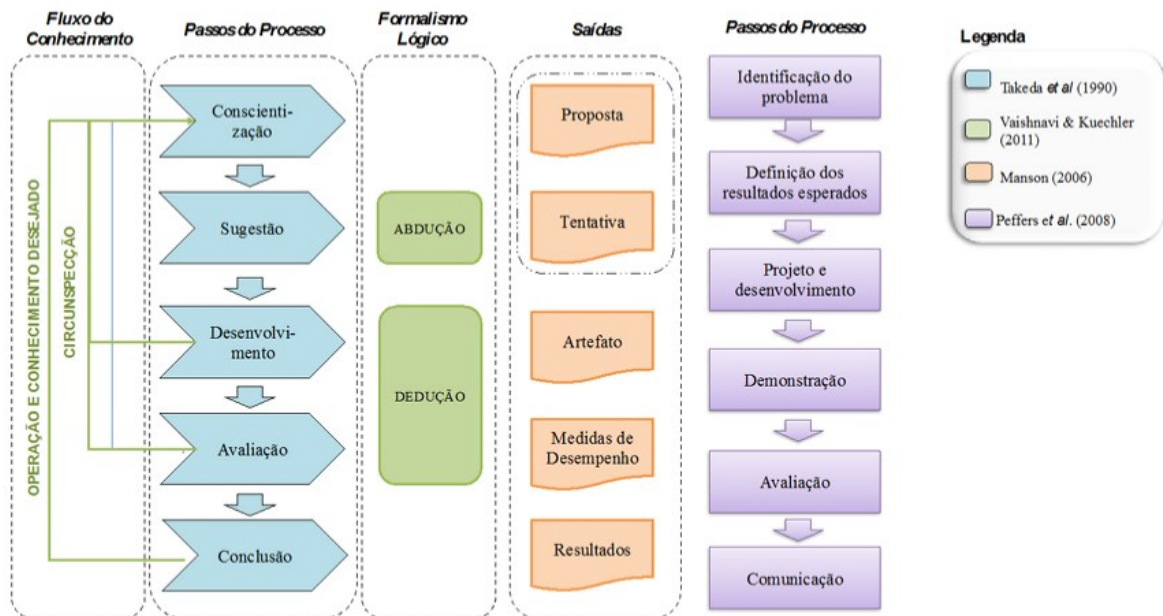 Fluxo do
Conhecimento
Passos do Processo
Formalismo
Lógico
Saídas
Passos do Processo
Legenda
OPERAÇÃO E CONHECIMENTO DESEJADO
CIRCUNSPECÇÃO
Conscienti-
zação
Sugestão
Desenvolvi-
mento
Avaliação
Conclusão
ABDUÇÃO
DEDUÇÃO
Proposta
Tentativa
Artefato
Medidas de
Desempenho
Resultados
Identificação do
problema
Definição dos
resultados esperados
Projeto e
desenvolvimento
Demonstração
Avaliação
Comunicação
Takeda et al (1990)
Vaishnavi & Kuechler
(2011)
Manson (2006)
Peffers et al. (2008)